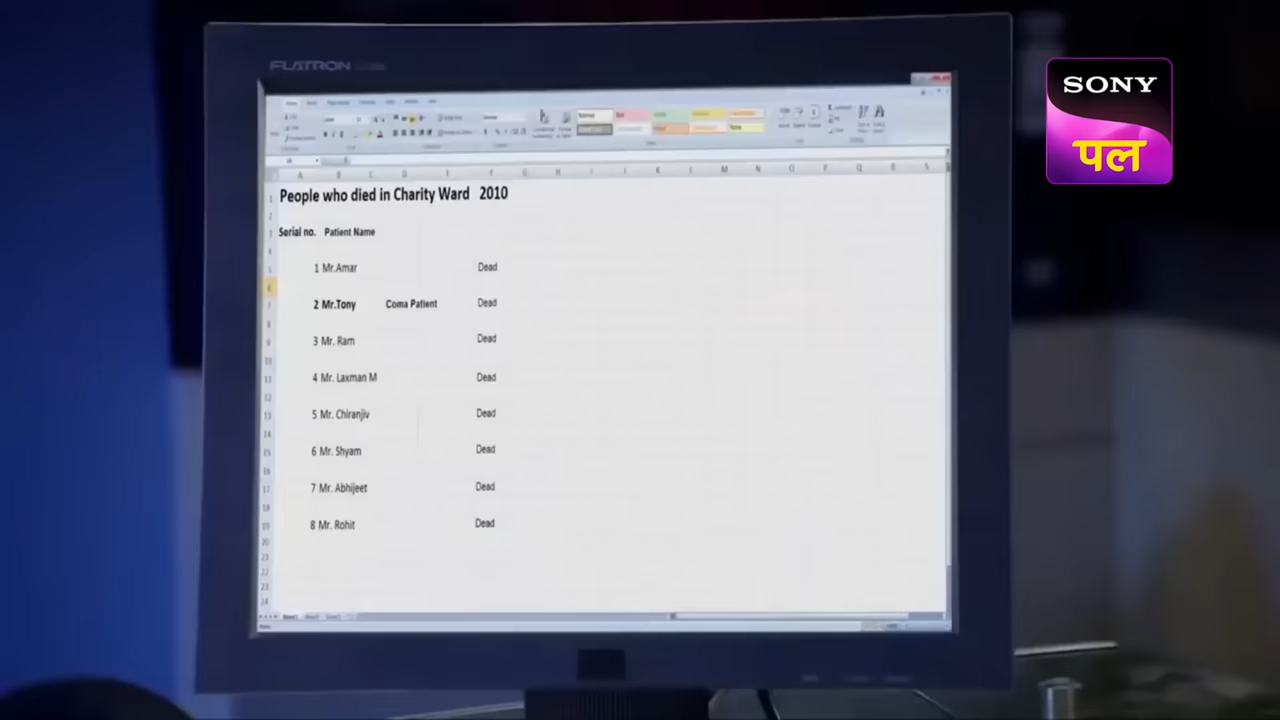 FLATRON
SONY
पल
People who died in Charity Ward 2010
Serial no. Patient Name
1 Mr.Amar Dead
2 Mr.Tony Coma Patient Dead
3 Mr. Ram Dead
4 Mr. Laxman M Dead
5 Mr. Chiranjiv Dead
6 Mr. Shyam Dead
7 Mr. Abhijeet Dead
8 Mr. Rohit Dead